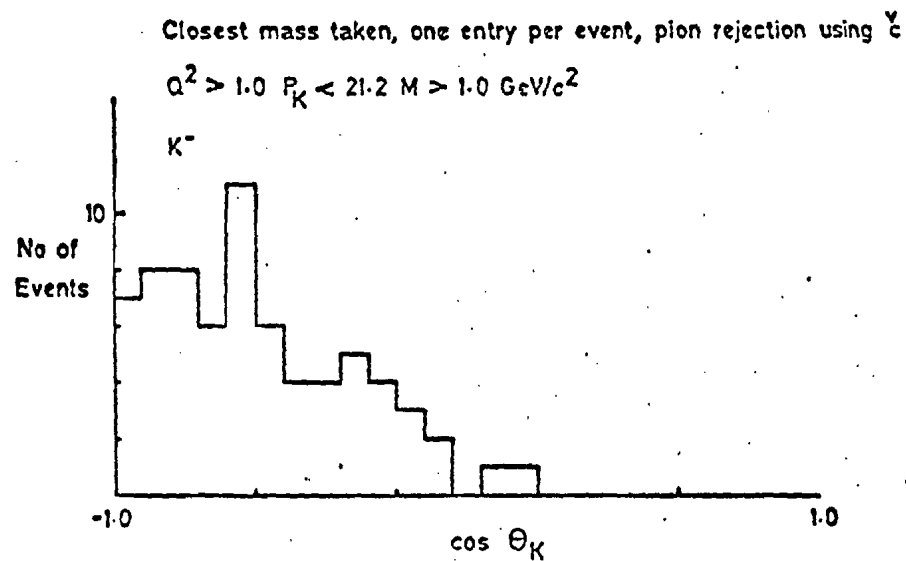 Closest mass taken, one entry per event, pion rejection using č
Q² > 1.0 P_K < 21.2 M > 1.0 GeV/c²
K⁻
10
No of
Events
-1.0
1.0
cos Θ_K